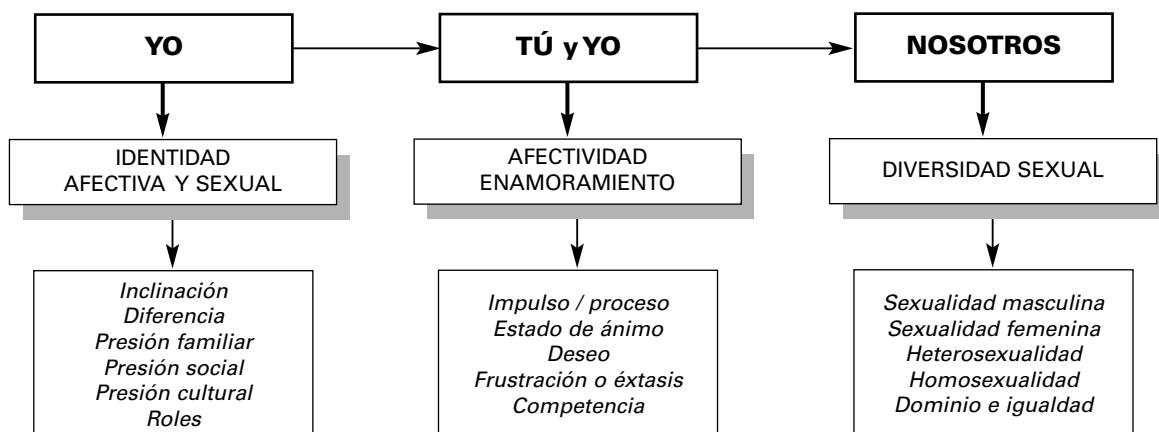 YO
TÚ y YO
NOSOTROS
IDENTIDAD
AFECTIVA Y SEXUAL
AFECTIVIDAD
ENAMORAMIENTO
DIVERSIDAD SEXUAL
Inclinación
Diferencia
Presión familiar
Presión social
Presión cultural
Roles
Impulso / proceso
Estado de ánimo
Deseo
Frustración o éxtasis
Competencia
Sexualidad masculina
Sexualidad femenina
Heterosexualidad
Homosexualidad
Dominio e igualdad